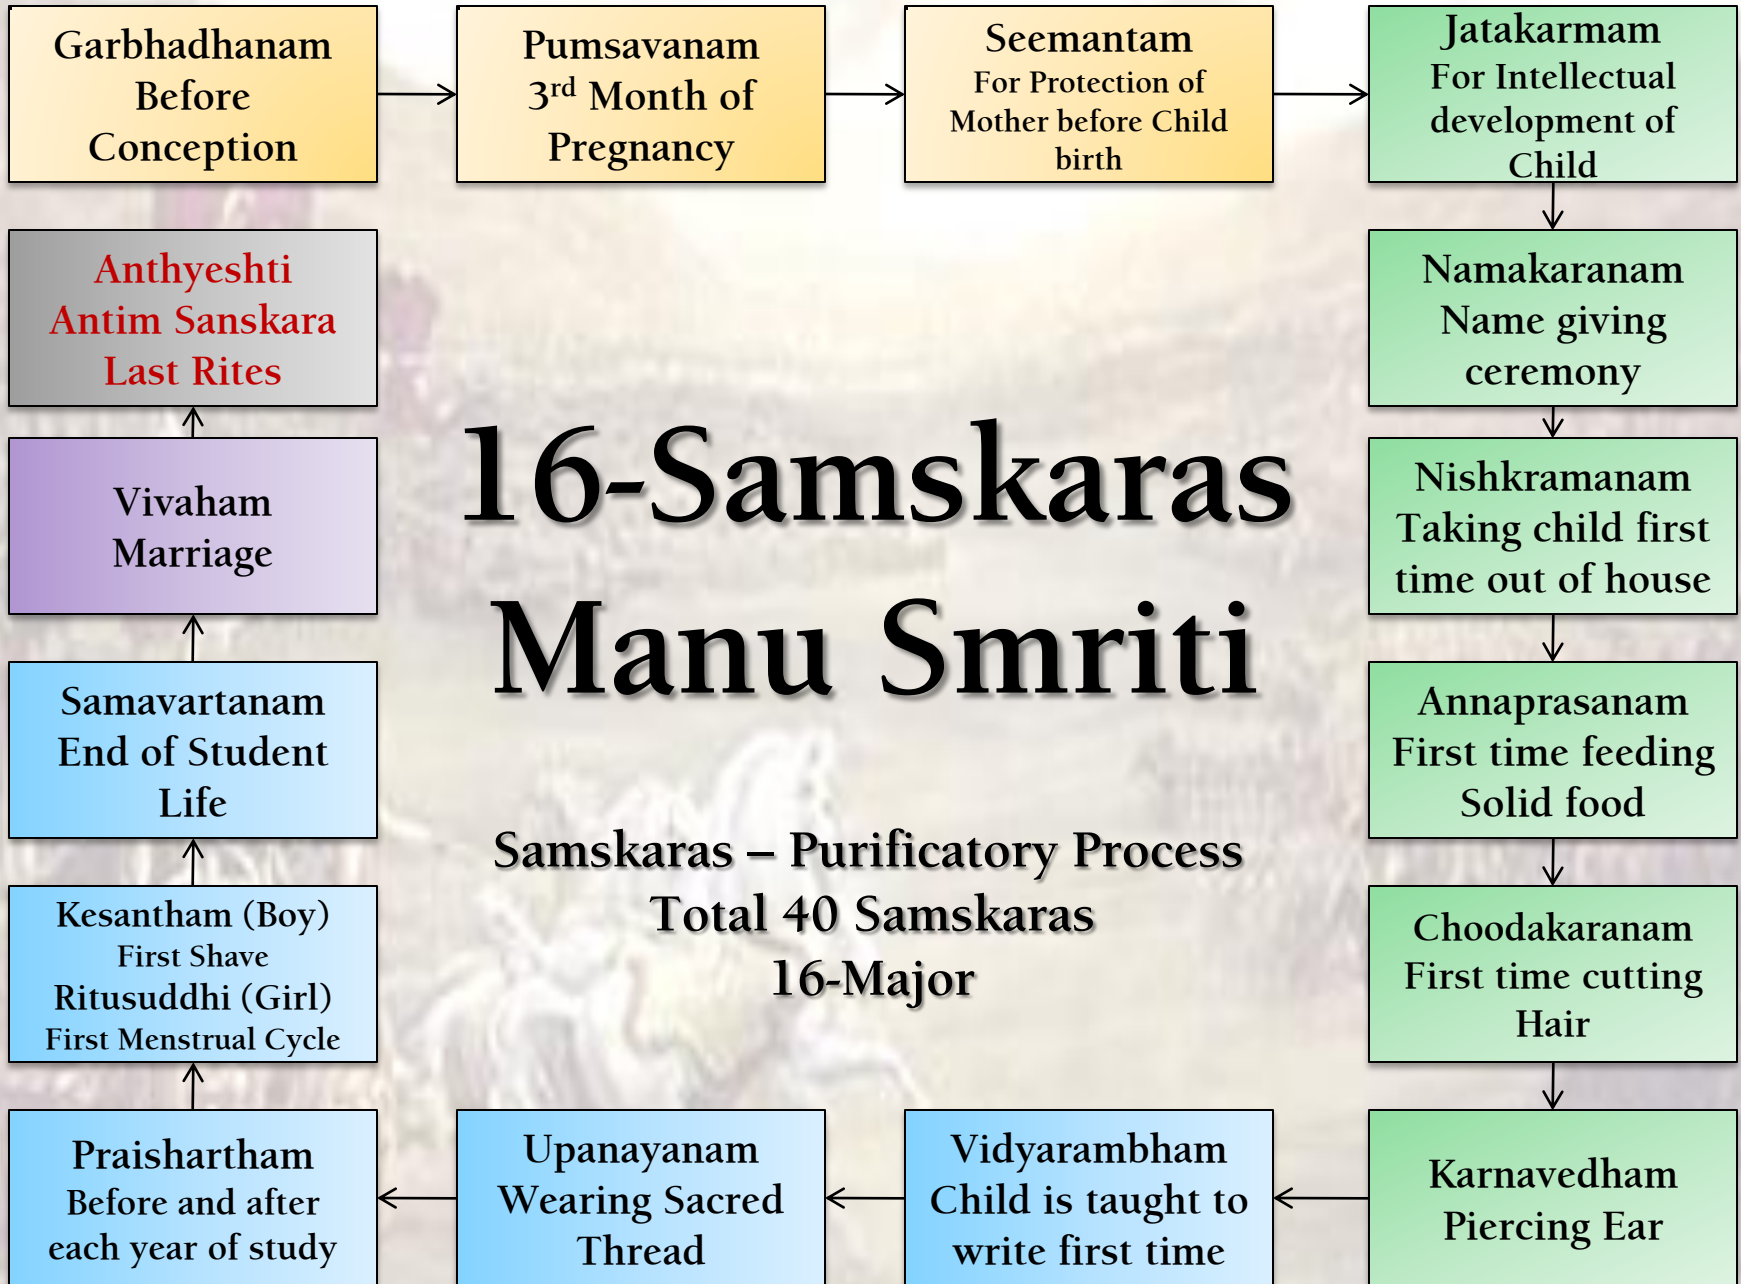 Garbhadhanam
Before
Conception
Pumsavanam
3rd Month of
Pregnancy
Seemantam
For Protection of
Mother before Child
birth
Jatakarmam
For Intellectual
development of
Child
Namakaranam
Name giving
ceremony
Nishkramanam
Taking child first
time out of house
Annaprasanam
First time feeding
Solid food
Choodakaranam
First time cutting
Hair
Karnavedham
Piercing Ear
Vidyarambham
Child is taught to
write first time
Upanayanam
Wearing Sacred
Thread
Praishartham
Before and after
each year of study
Kesantham (Boy)
First Shave
Ritusuddhi (Girl)
First Menstrual Cycle
Samavartanam
End of Student
Life
Vivaham
Marriage
Anthyeshti
Antim Sanskara
Last Rites
16-Samskaras
Manu Smriti
Samskaras – Purificatory Process
Total 40 Samskaras
16-Major